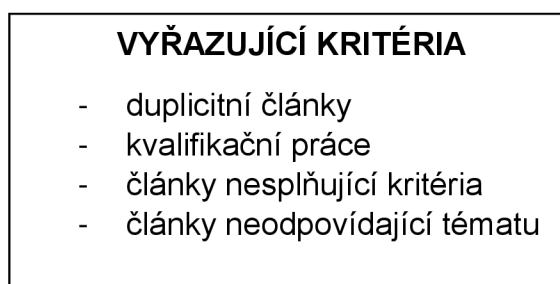 VYŘAZUJÍCÍ KRITÉRIA
- duplicitní články
- kvalifikační práce
- články nesplňující kritéria
- články neodpovídající tématu